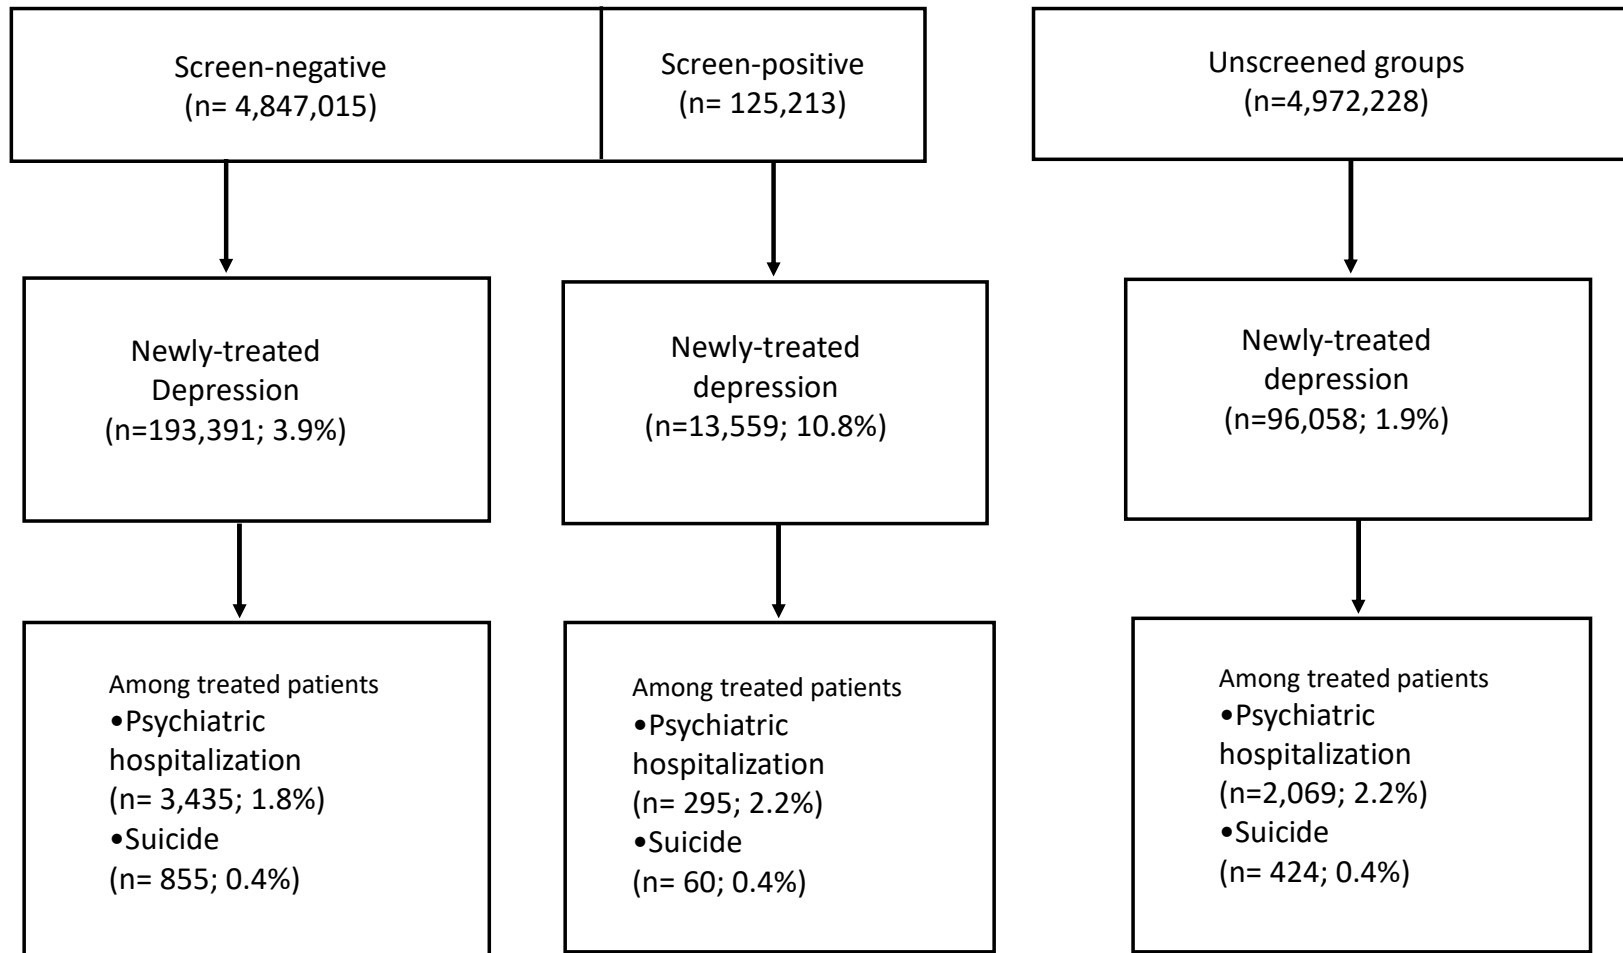 Screen-negative
(n= 4,847,015)
Screen-positive
(n= 125,213)
Unscreened groups
(n=4,972,228)
Newly-treated
Depression
(n=193,391; 3.9%)
Newly-treated
depression
(n=13,559; 10.8%)
Newly-treated
depression
(n=96,058; 1.9%)
Among treated patients
•Psychiatric
hospitalization
(n= 3,435; 1.8%)
•Suicide
(n= 855; 0.4%)
Among treated patients
•Psychiatric
hospitalization
(n= 295; 2.2%)
•Suicide
(n= 60; 0.4%)
Among treated patients
•Psychiatric
hospitalization
(n=2,069; 2.2%)
•Suicide
(n= 424; 0.4%)